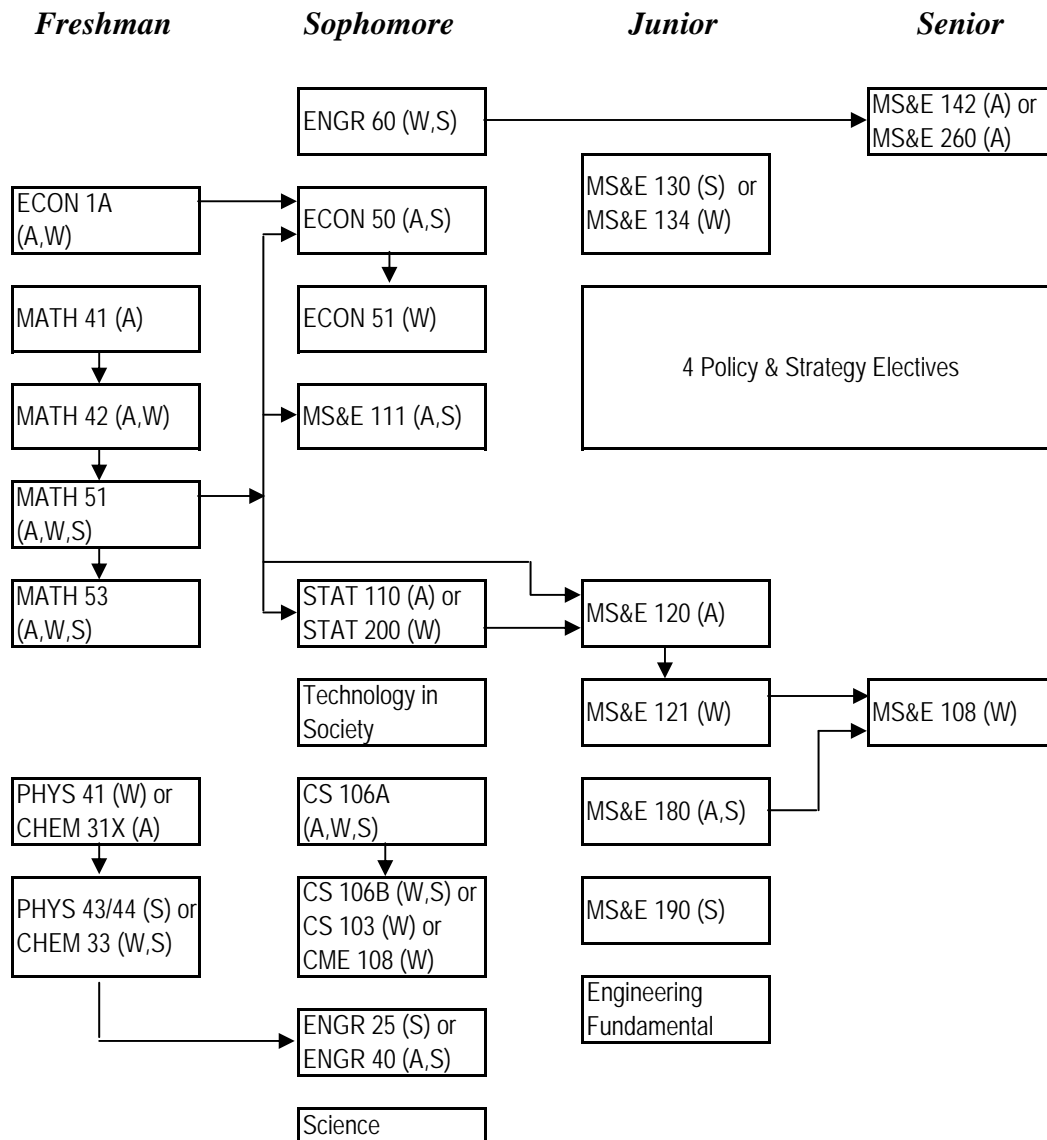 Freshman
Sophomore
Junior
Senior
ENGR 60 (W,S)
MS&E 142 (A) or
MS&E 260 (A)
ECON 1A
(A,W)
ECON 50 (A,S)
MS&E 130 (S) or
MS&E 134 (W)
MATH 41 (A)
ECON 51 (W)
4 Policy & Strategy Electives
MATH 42 (A,W)
MS&E 111 (A,S)
MATH 51
(A,W,S)
MATH 53
(A,W,S)
STAT 110 (A) or
STAT 200 (W)
MS&E 120 (A)
Technology in
Society
MS&E 121 (W)
MS&E 108 (W)
PHYS 41 (W) or
CHEM 31X (A)
CS 106A
(A,W,S)
MS&E 180 (A,S)
PHYS 43/44 (S) or
CHEM 33 (W,S)
CS 106B (W,S) or
CS 103 (W) or
CME 108 (W)
MS&E 190 (S)
Engineering
Fundamental
ENGR 25 (S) or
ENGR 40 (A,S)
Science